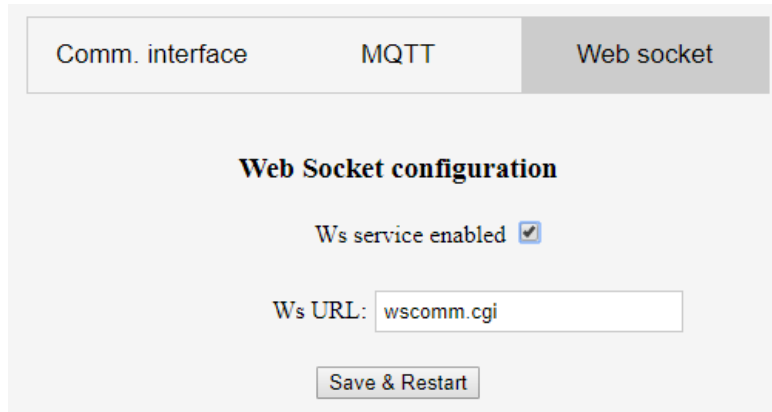 Comm. interface MQTT Web socket
Web Socket configuration
Ws service enabled
Ws URL: wscomm.cgi
Save & Restart